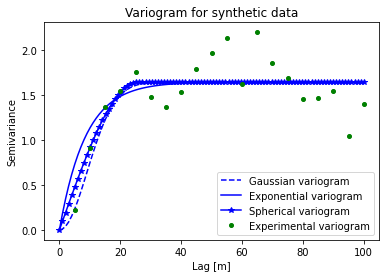 Variogram for synthetic data
Semivariance
2.0
1.5
1.0
0.5
0.0
Gaussian variogram
Exponential variogram
Spherical variogram
Experimental variogram
0 20 40 60 80 100
Lag [m]